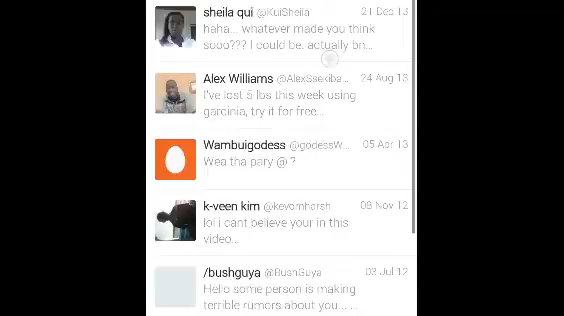 sheila qui @KuiSheila 21 Dec 13
haha... whatever made you think
sooo??? I could be. actually bn...
Alex Williams @AlexSsekiba... 24 Aug 13
I've lost 5 lbs this week using
garcinia, try it for free...
Wambuigodess @godessW... 05 Apr 13
Wea tha pary @ ?
k-veen kim @kevomharsh 08 Nov 12
lol i cant believe your in this
video...
/bushguya @BushGuya 03 Jul 12
Hello some person is making
terrible rumors about you... ...